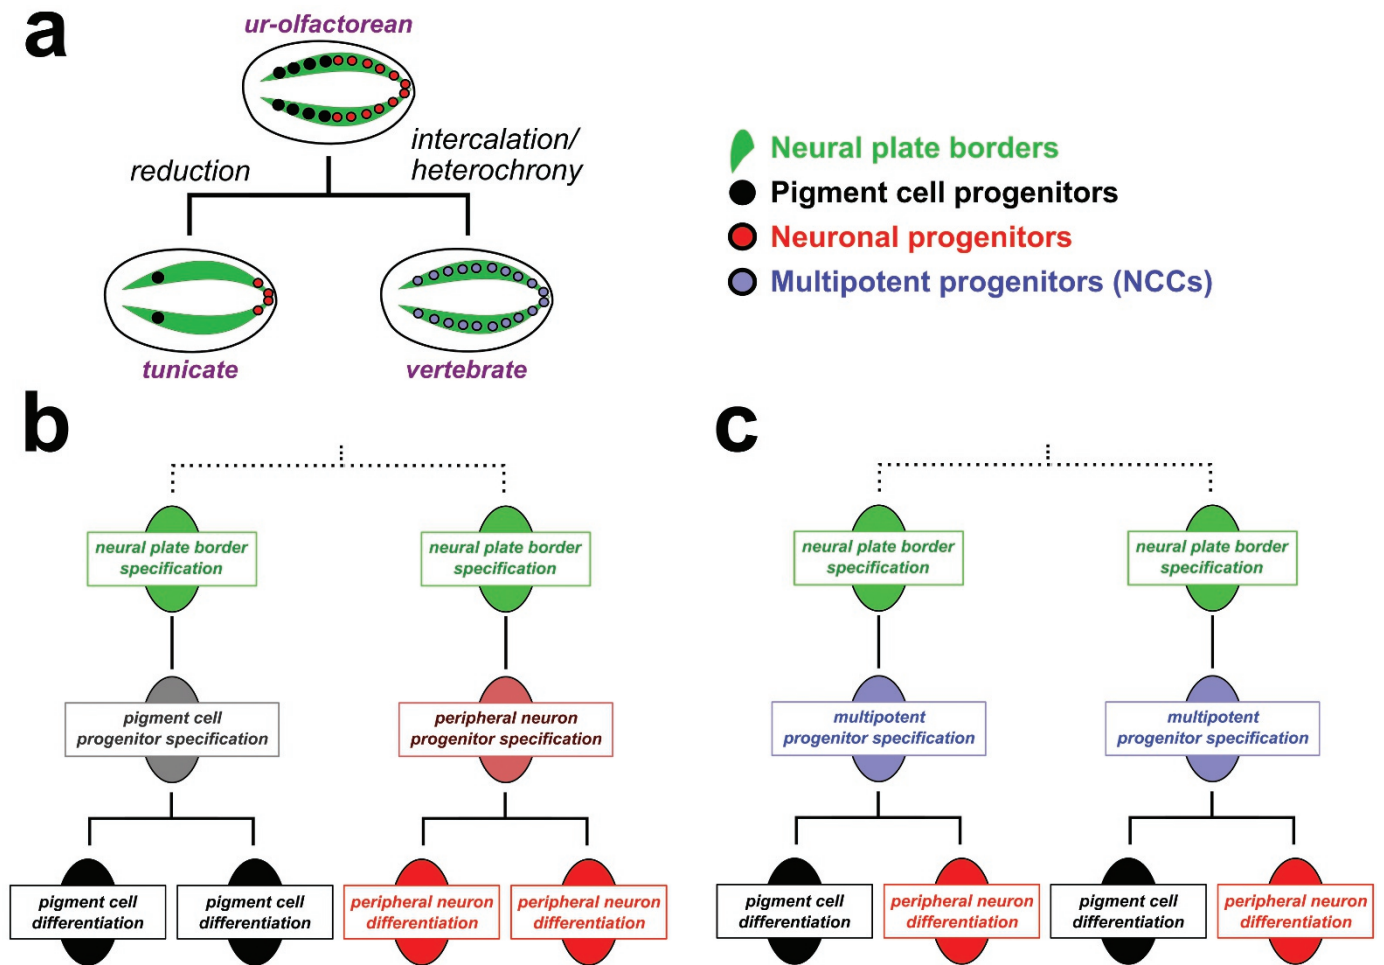 a
ur-olfactorean
reduction
intercalation/
heterochrony
tunicate
vertebrate
Neural plate borders
Pigment cell progenitors
Neuronal progenitors
Multipotent progenitors (NCCs)
b
neural plate border
specification
neural plate border
specification
pigment cell
progenitor specification
peripheral neuron
progenitor specification
pigment cell
differentiation
pigment cell
differentiation
peripheral neuron
differentiation
peripheral neuron
differentiation
c
neural plate border
specification
neural plate border
specification
multipotent
progenitor specification
multipotent
progenitor specification
pigment cell
differentiation
peripheral neuron
differentiation
pigment cell
differentiation
peripheral neuron
differentiation